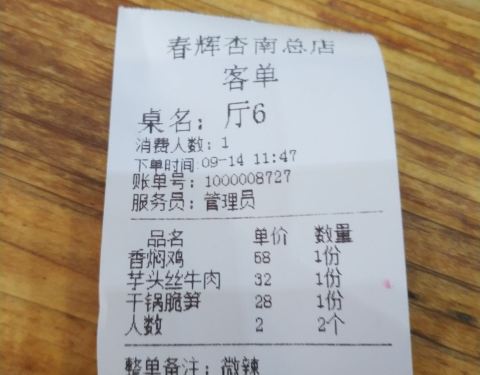 春辉杏南总店
客单
桌名：厅6
消费人数：1
下单时间:09-14 11:47
账单号：1000008727
服务员：管理员
品名 单价 数量
香焖鸡 58 1份
芋头丝牛肉 32 1份
干锅脆笋 28 1份
人数 2 2个
整单备注：微辣